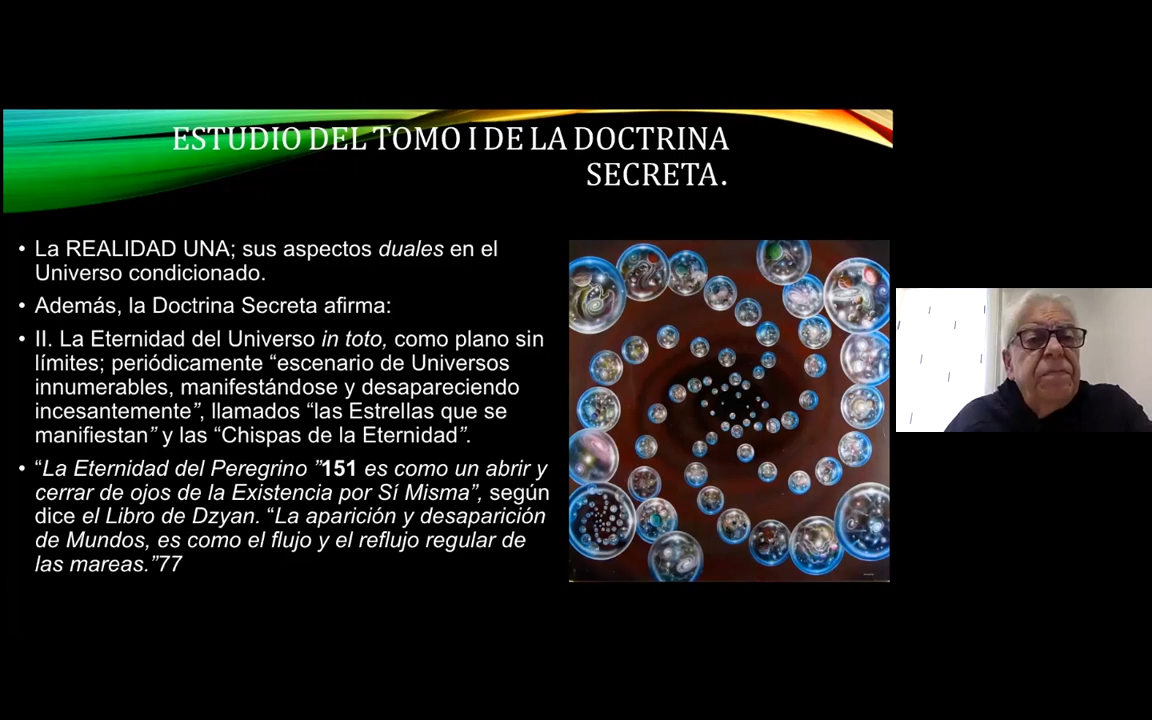 ESTUDIO DEL TOMO I DE LA DOCTRINA
SECRETA.
• La REALIDAD UNA; sus aspectos duales en el
Universo condicionado.
• Además, la Doctrina Secreta afirma:
• II. La Eternidad del Universo in toto, como plano sin
límites; periódicamente “escenario de Universos
innumerables, manifestándose y desapareciendo
incesantemente”, llamados “las Estrellas que se
manifiestan” y las “Chispas de la Eternidad”.
• “La Eternidad del Peregrino ”151 es como un abrir y
cerrar de ojos de la Existencia por Sí Misma”, según
dice el Libro de Dzyan. “La aparición y desaparición
de Mundos, es como el flujo y el reflujo regular de
las mareas.”77